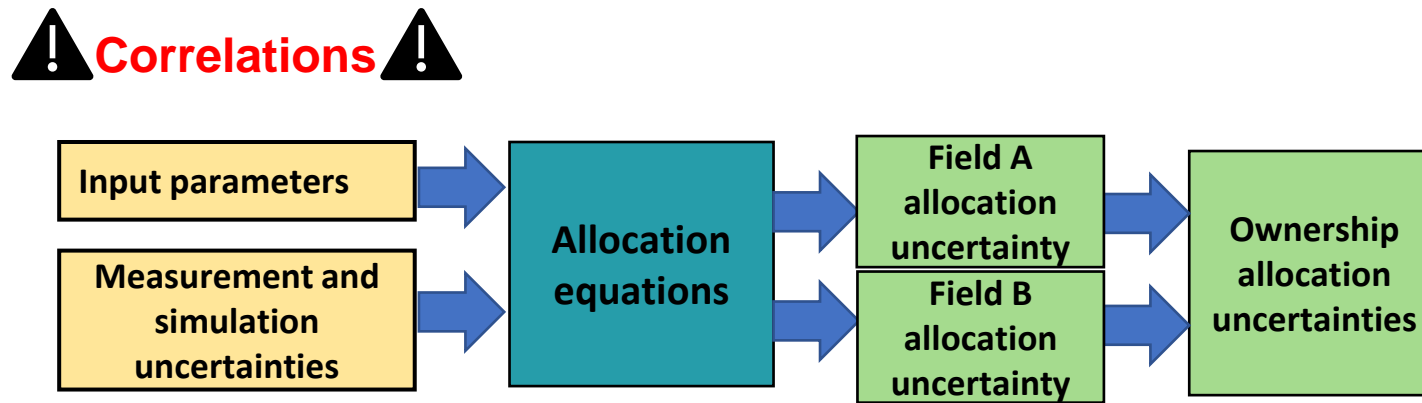 Correlations
Input parameters
Measurement and
simulation
uncertainties
Allocation
equations
Field A
allocation
uncertainty
Field B
allocation
uncertainty
Ownership
allocation
uncertainties